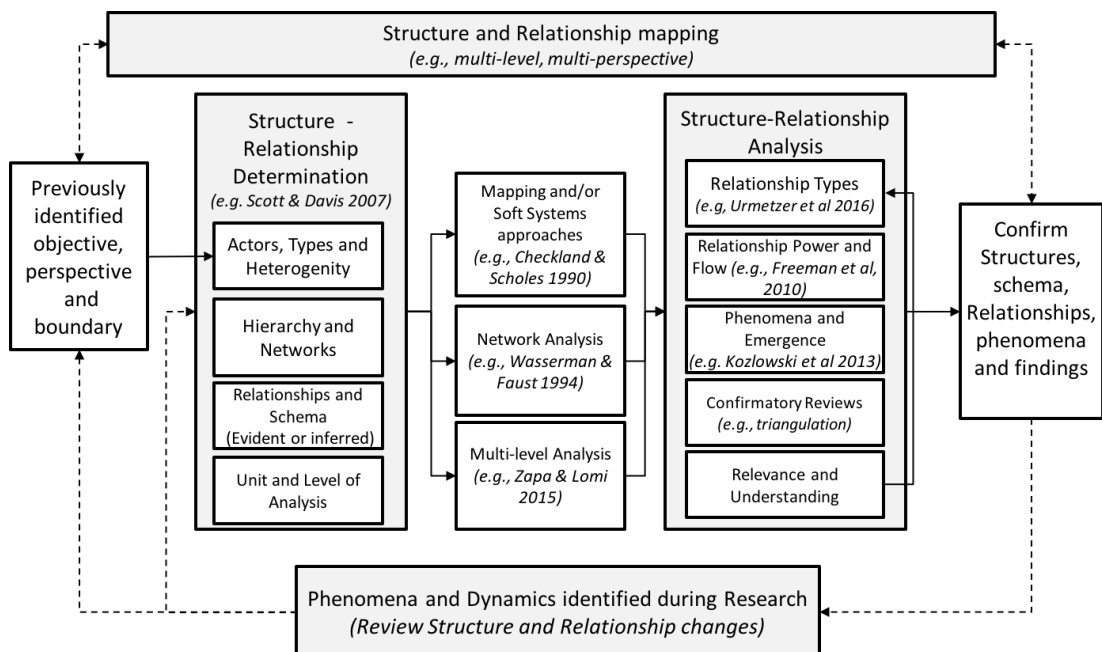 Structure and Relationship mapping
(e.g., multi-level, multi-perspective)
Previously
identified
objective,
perspective
and
boundary
Structure -
Relationship
Determination
(e.g. Scott & Davis 2007)
Actors, Types and
Heterogenity
Hierarchy and
Networks
Relationships and
Schema
(Evident or inferred)
Unit and Level of
Analysis
Mapping and/or
Soft Systems
approaches
(e.g., Checkland &
Scholes 1990)
Network Analysis
(e.g., Wasserman &
Faust 1994)
Multi-level Analysis
(e.g., Zapa & Lomi
2015)
Structure-Relationship
Analysis
Relationship Types
(e.g, Urmetzer et al 2016)
Relationship Power and
Flow (e.g., Freeman et al,
2010)
Phenomena and
Emergence
(e.g. Kozlowski et al 2013)
Confirmatory Reviews
(e.g., triangulation)
Relevance and
Understanding
Confirm
Structures,
schema,
Relationships,
phenomena
and findings
Phenomena and Dynamics identified during Research
(Review Structure and Relationship changes)